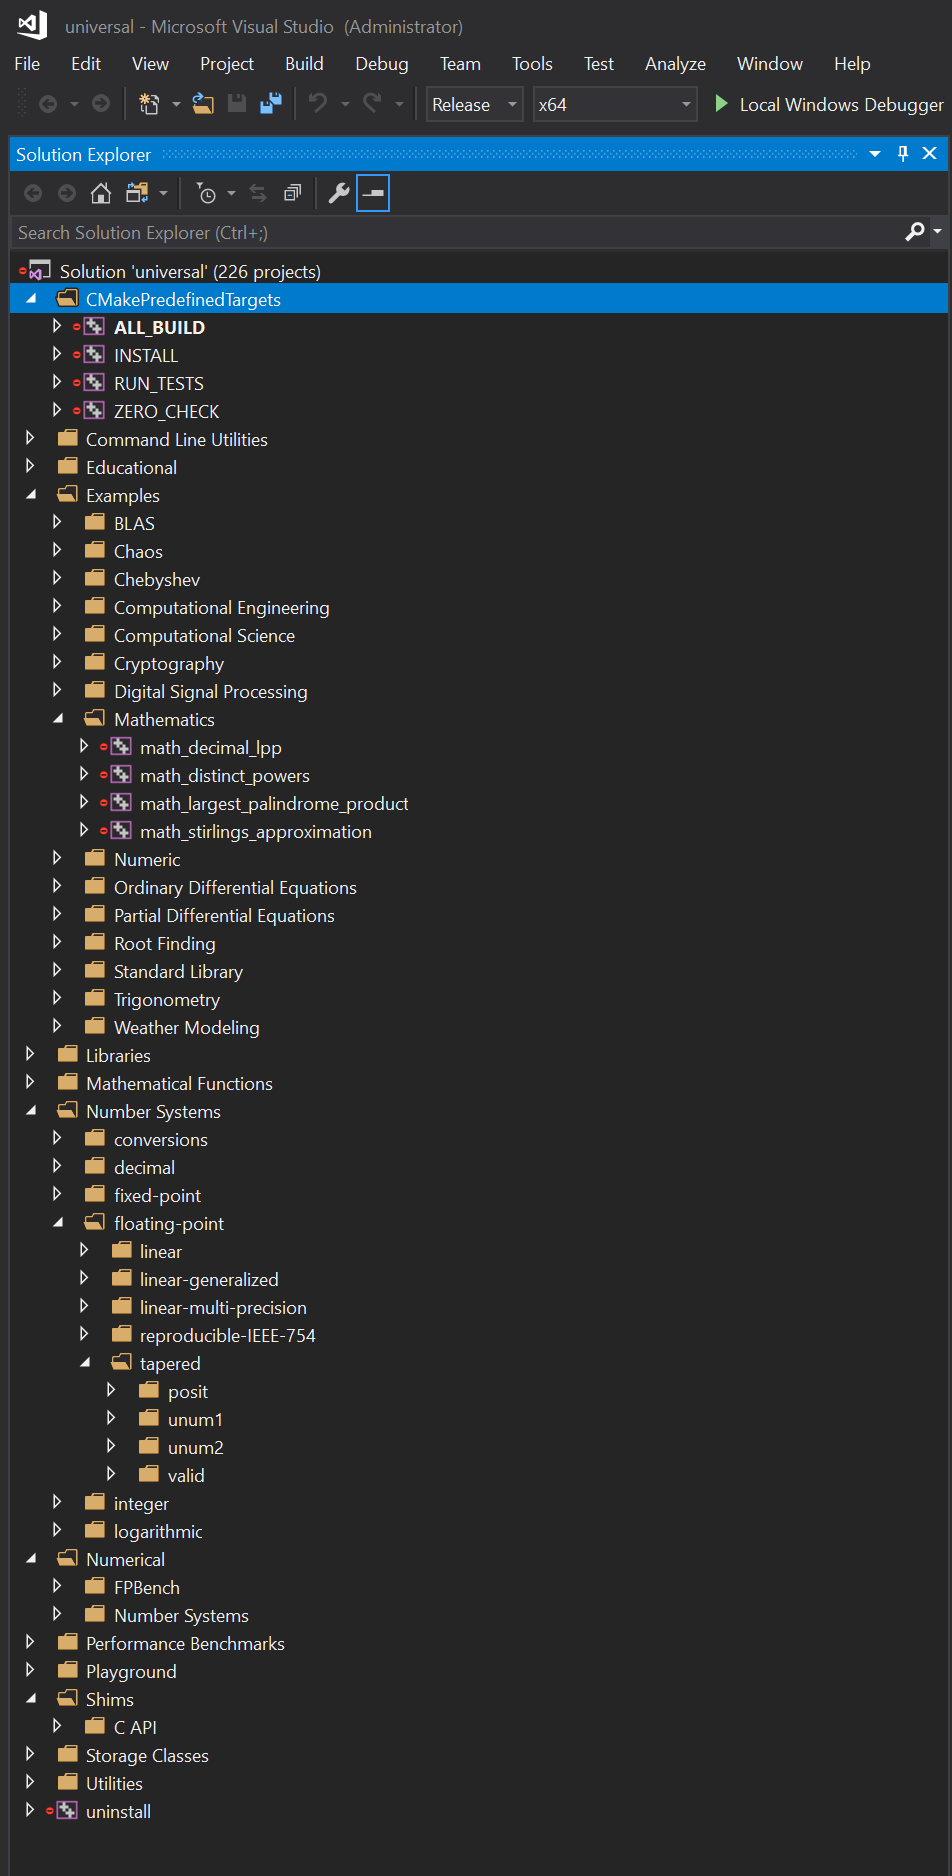 universal - Microsoft Visual Studio (Administrator)
File Edit View Project Build Debug Team Tools Test Analyze Window Help
Release x64 Local Windows Debugger
Solution Explorer
Search Solution Explorer (Ctrl+;)
Solution 'universal' (226 projects)
CMakePredefinedTargets
ALL_BUILD
INSTALL
RUN_TESTS
ZERO_CHECK
Command Line Utilities
Educational
Examples
BLAS
Chaos
Chebyshev
Computational Engineering
Computational Science
Cryptography
Digital Signal Processing
Mathematics
math_decimal_lpp
math_distinct_powers
math_largest_palindrome_product
math_stirlings_approximation
Numeric
Ordinary Differential Equations
Partial Differential Equations
Root Finding
Standard Library
Trigonometry
Weather Modeling
Libraries
Mathematical Functions
Number Systems
conversions
decimal
fixed-point
floating-point
linear
linear-generalized
linear-multi-precision
reproducible-IEEE-754
tapered
posit
unum1
unum2
valid
integer
logarithmic
Numerical
FPBench
Number Systems
Performance Benchmarks
Playground
Shims
C API
Storage Classes
Utilities
uninstall